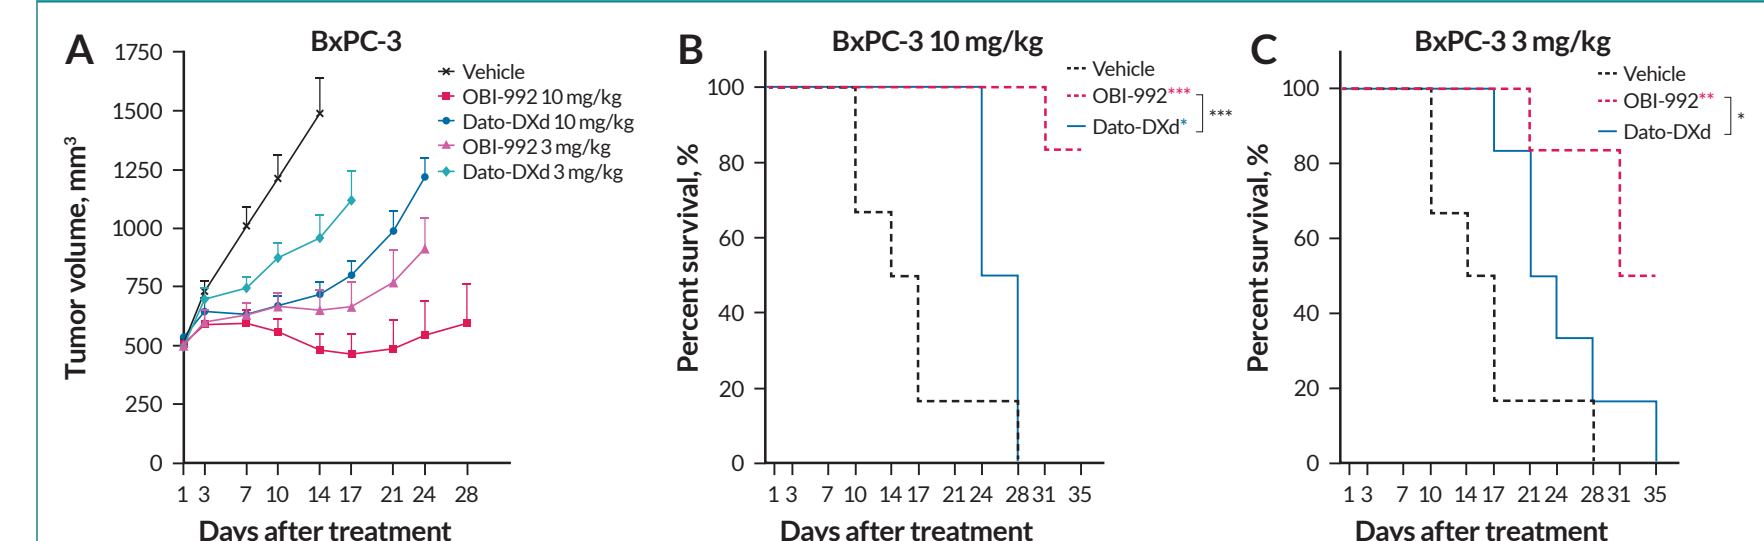 A
BxPC-3
1750
1500
1250
1000
750
500
250
0
Tumor volume, mm³
Vehicle
OBI-992 10 mg/kg
Dato-DXd 10 mg/kg
OBI-992 3 mg/kg
Dato-DXd 3 mg/kg
1 3 7 10 14 17 21 24 28
Days after treatment
B
BxPC-3 10 mg/kg
100
80
60
40
20
0
Percent survival, %
Vehicle
OBI-992***
Dato-DXd*
***
1 3 7 10 14 17 21 24 28 31 35
Days after treatment
C
BxPC-3 3 mg/kg
100
80
60
40
20
0
Percent survival, %
Vehicle
OBI-992**
Dato-DXd
*
1 3 7 10 14 17 21 24 28 31 35
Days after treatment